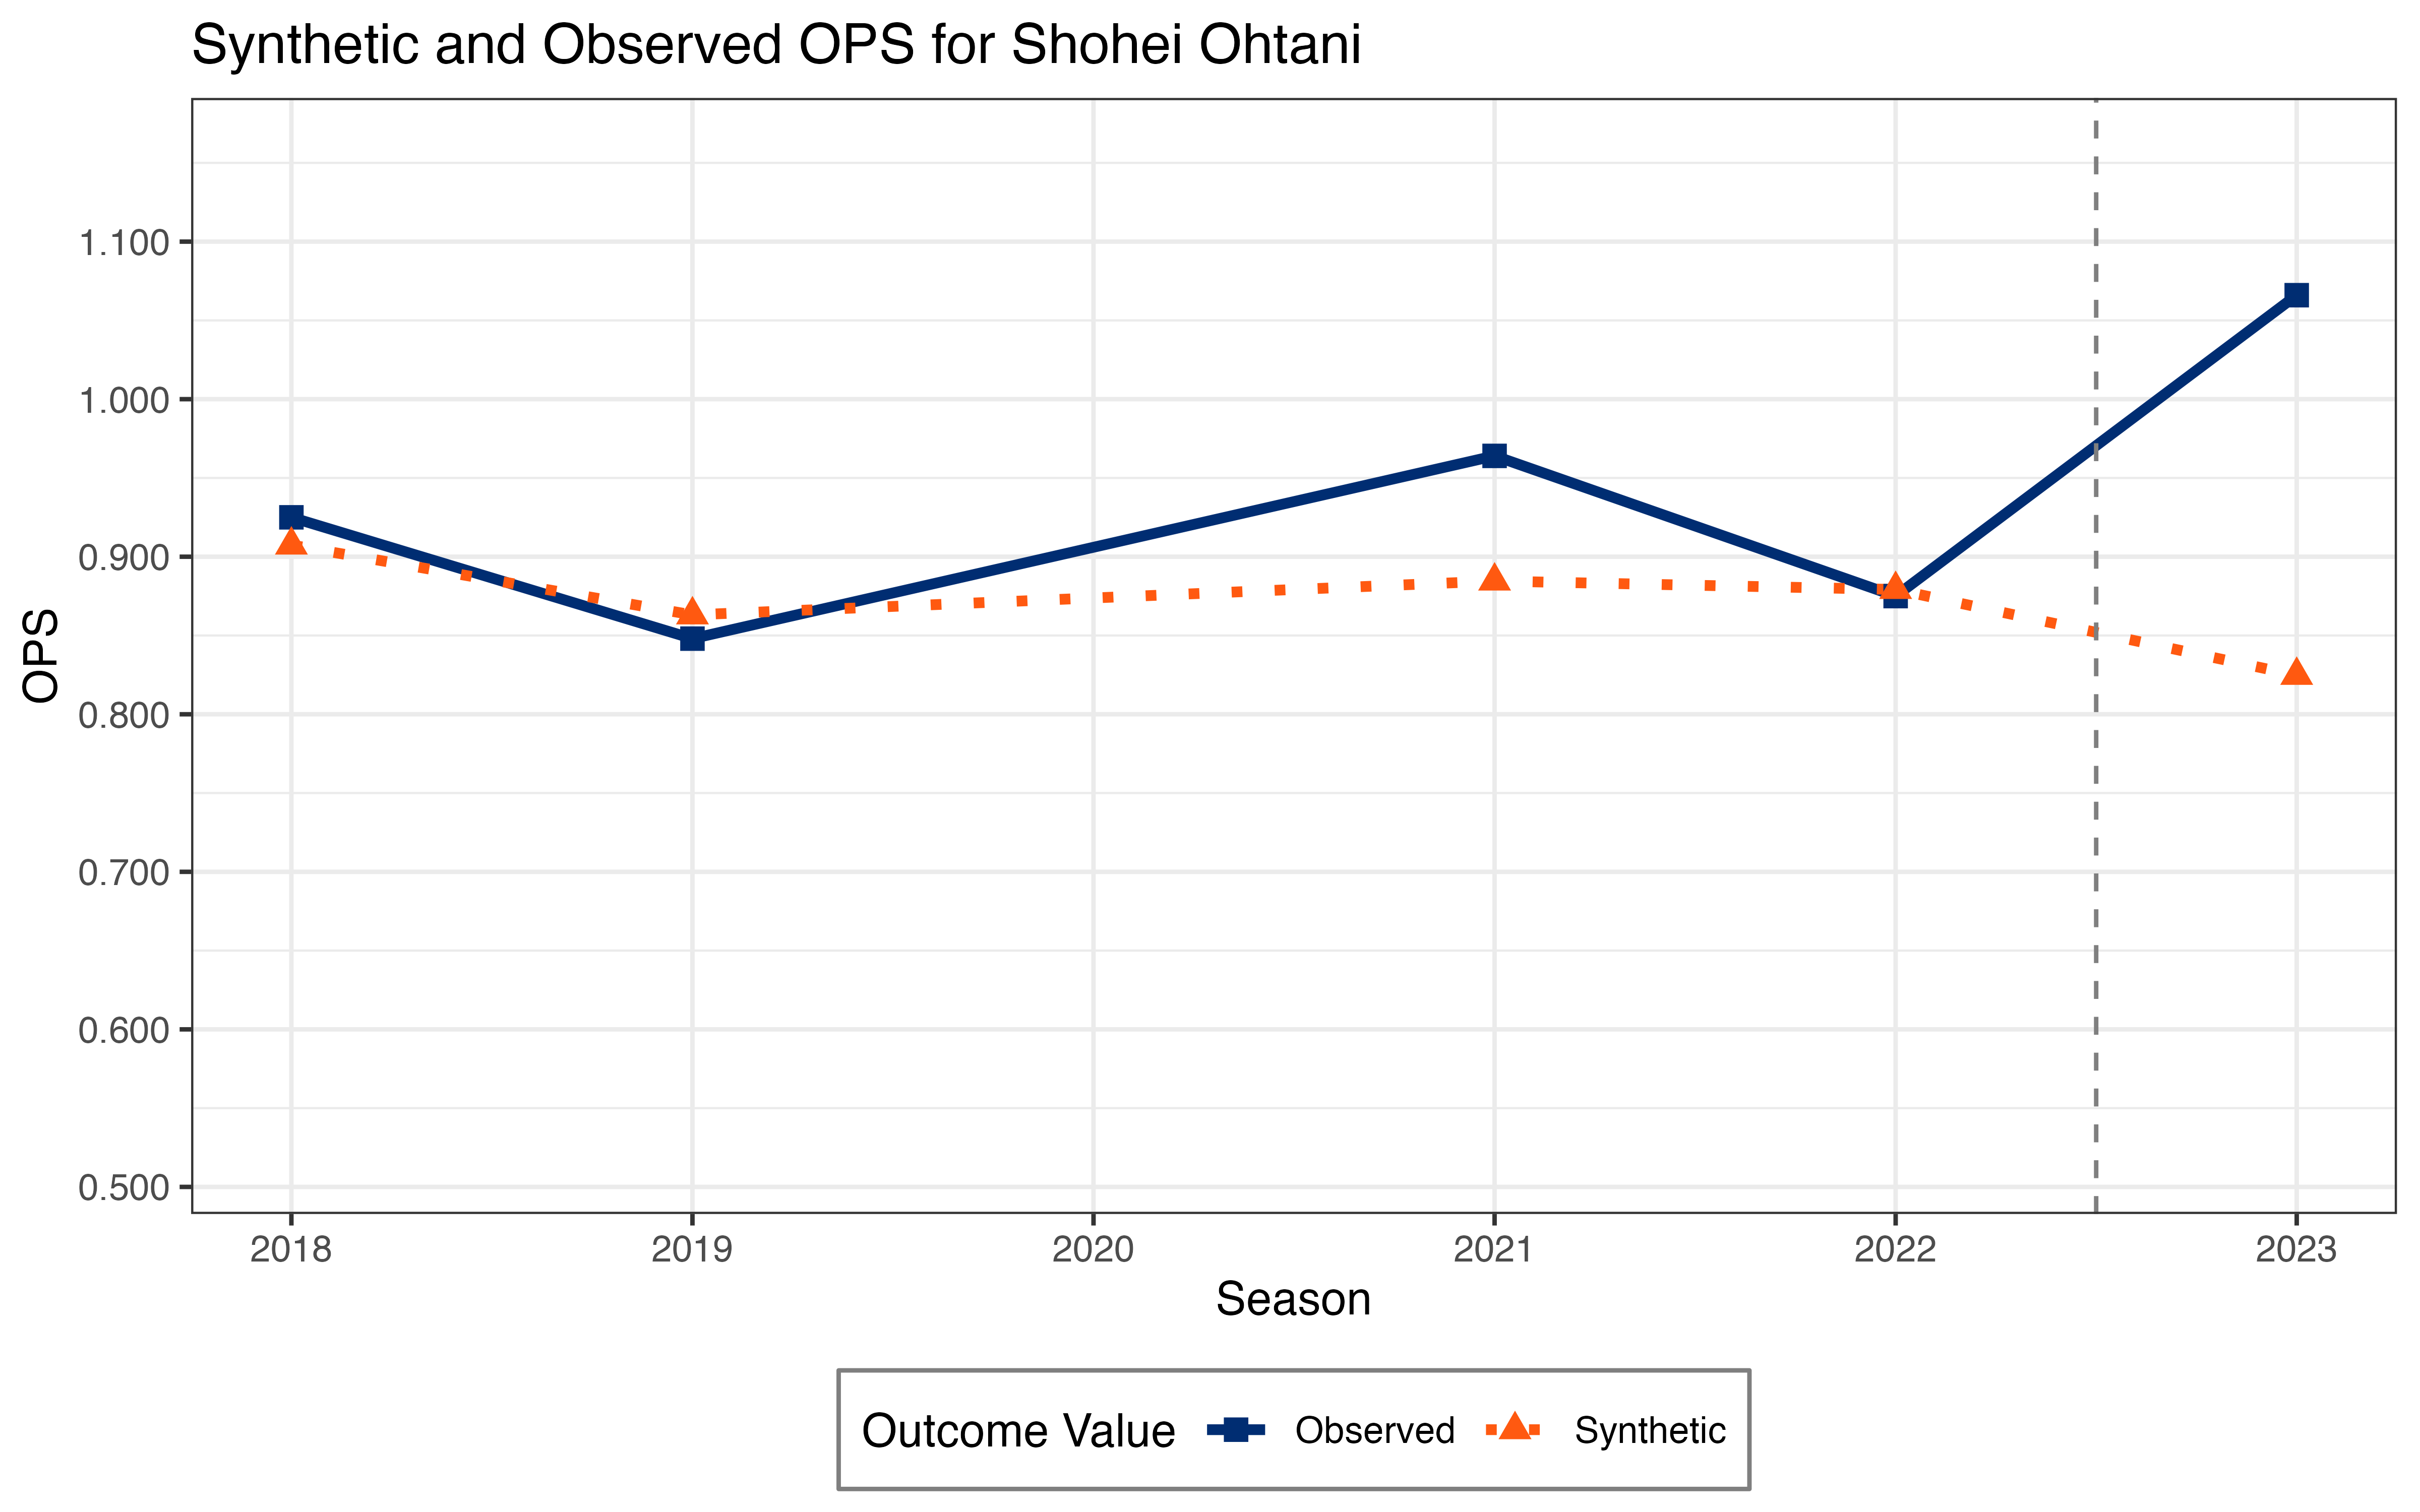 Synthetic and Observed OPS for Shohei Ohtani
OPS
1.100
1.000
0.900
0.800
0.700
0.600
0.500
2018 2019 2020 2021 2022 2023
Season
Outcome Value Observed Synthetic